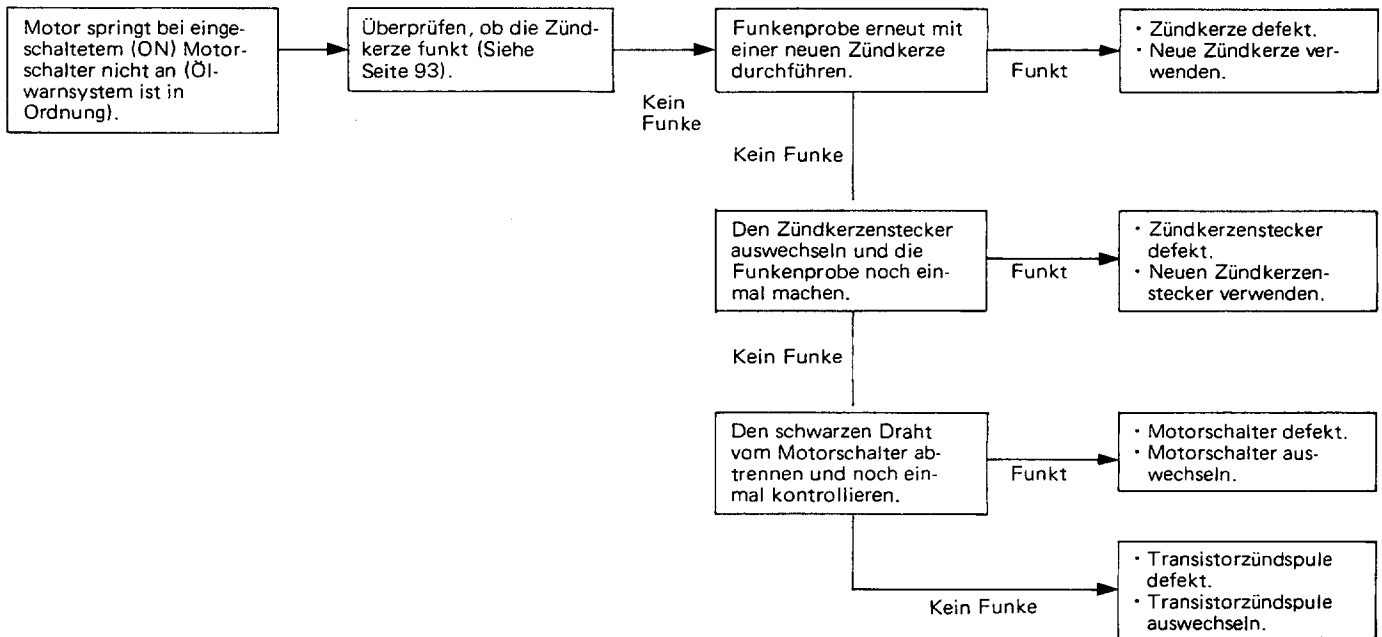 Motor springt bei einge-
schaltetem (ON) Motor-
schalter nicht an (Öl-
warnsystem ist in
Ordnung).
Überprüfen, ob die Zünd-
kerze funkt (Siehe
Seite 93).
Kein
Funke
Funkenprobe erneut mit
einer neuen Zündkerze
durchführen.
Funkt
· Zündkerze defekt.
· Neue Zündkerze ver-
wenden.
Kein Funke
Den Zündkerzenstecker
auswechseln und die
Funkenprobe noch ein-
mal machen.
Funkt
· Zündkerzenstecker
defekt.
· Neuen Zündkerzen-
stecker verwenden.
Kein Funke
Den schwarzen Draht
vom Motorschalter ab-
trennen und noch ein-
mal kontrollieren.
Funkt
· Motorschalter defekt.
· Motorschalter aus-
wechseln.
Kein Funke
· Transistorzündspule
defekt.
· Transistorzündspule
auswechseln.